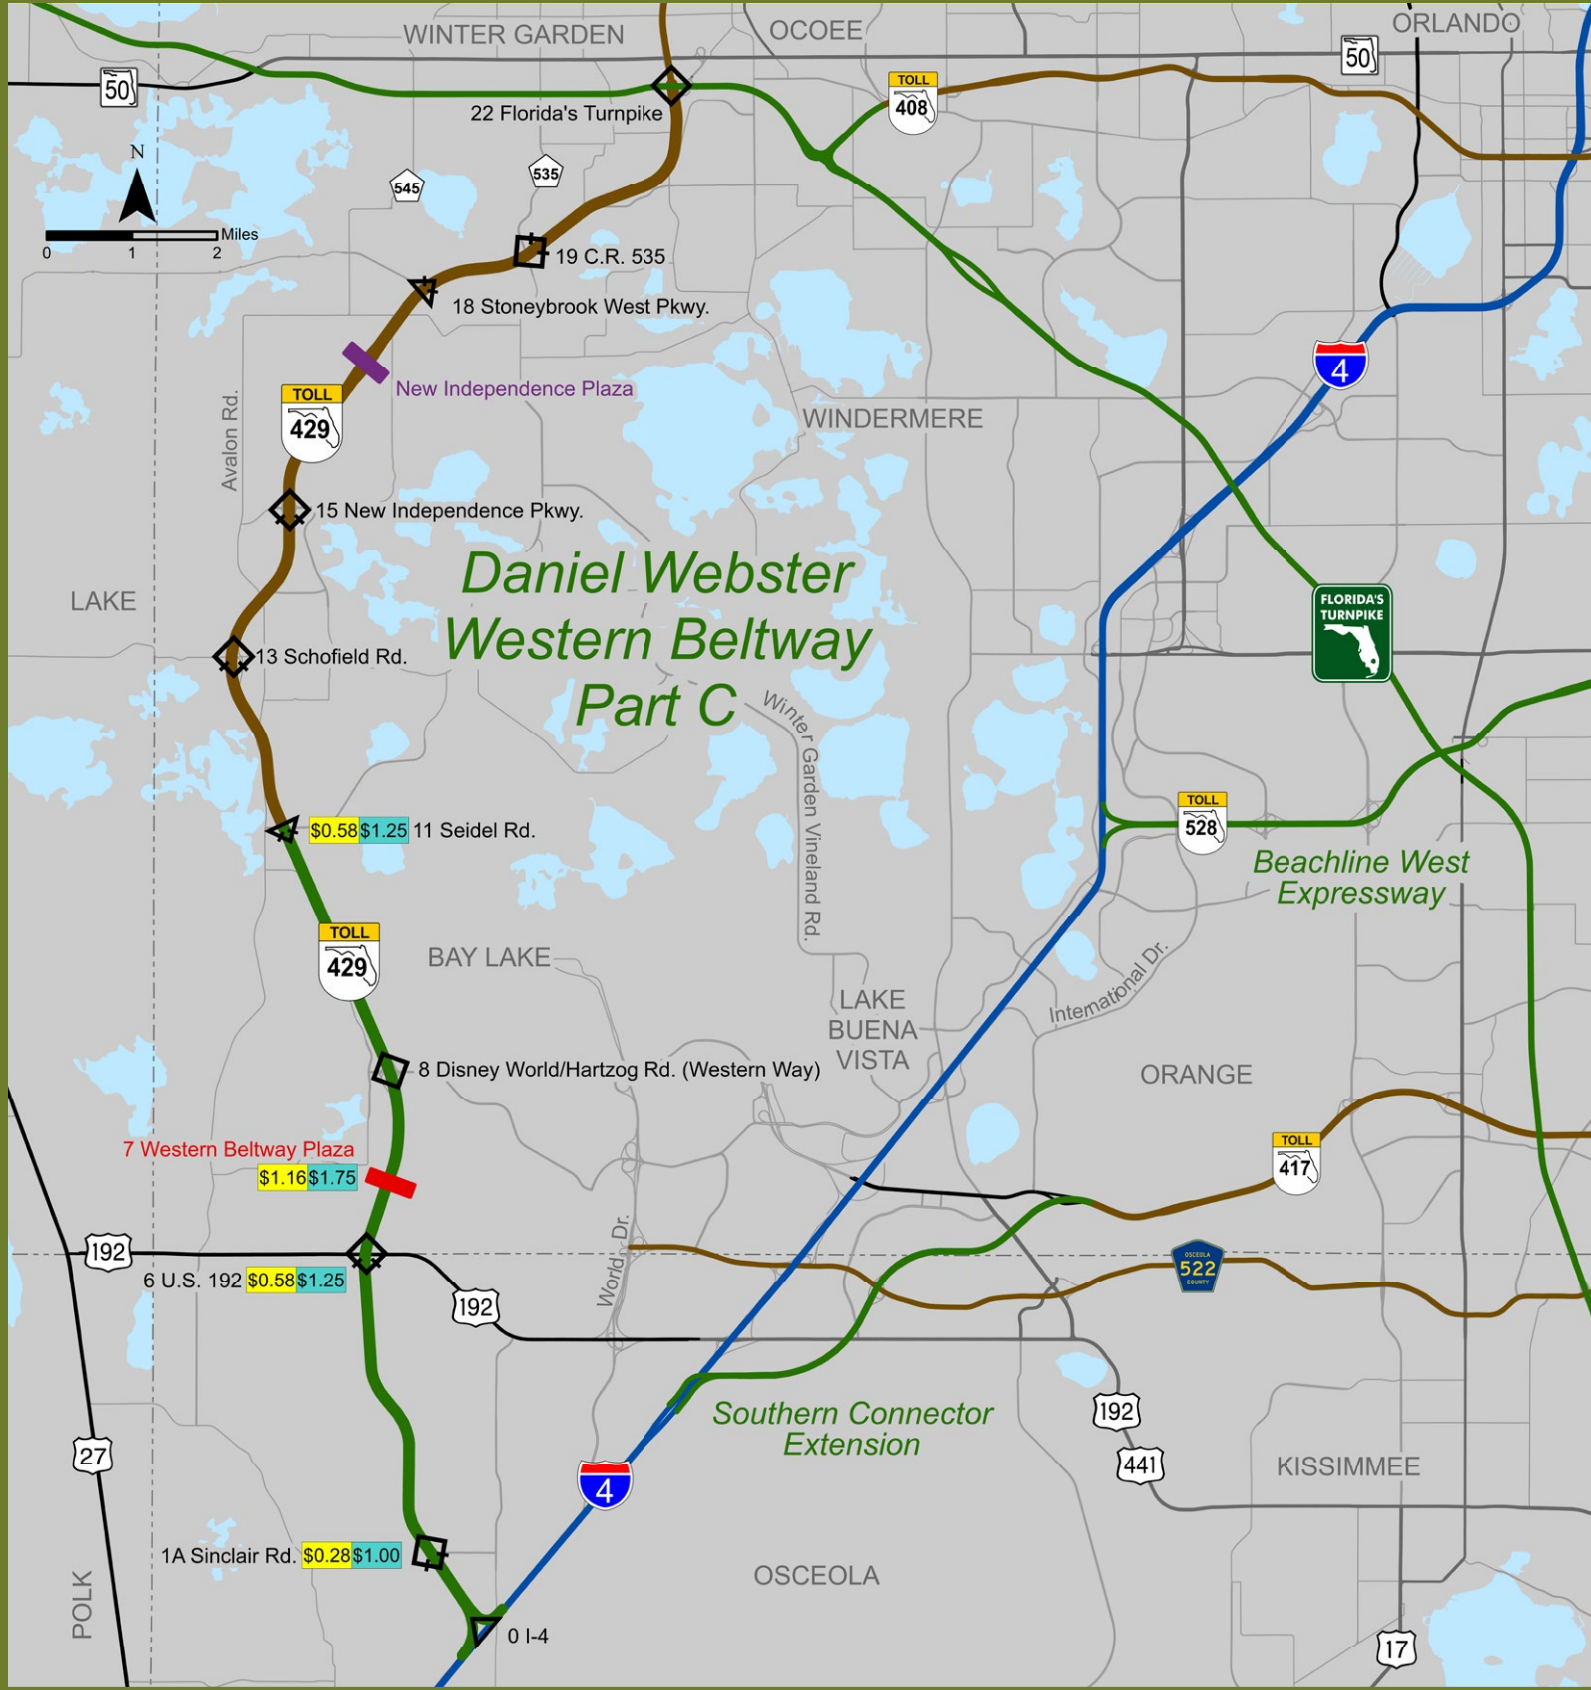 WINTER GARDEN
OCOEE
ORLANDO
50
50
TOLL
408
22 Florida's Turnpike
N
545
535
0 1 2 Miles
19 C.R. 535
18 Stoneybrook West Pkwy.
4
New Independence Plaza
TOLL
429
Avalon Rd.
WINDERMERE
15 New Independence Pkwy.
Daniel Webster
Western Beltway
Part C
LAKE
FLORIDA'S
TURNPIKE
13 Schofield Rd.
Winter Garden Vineland Rd.
TOLL
528
$0.58 $1.25 11 Seidel Rd.
Beachline West
Expressway
TOLL
429
BAY LAKE
International Dr.
LAKE
BUENA
VISTA
8 Disney World/Hartzog Rd. (Western Way)
ORANGE
7 Western Beltway Plaza
$1.16 $1.75
TOLL
417
192
World Dr.
OSCEOLA
522
COUNTY
6 U.S. 192 $0.58 $1.25
192
192
Southern Connector
Extension
27
441
KISSIMMEE
4
1A Sinclair Rd. $0.28 $1.00
OSCEOLA
POLK
0 I-4
17